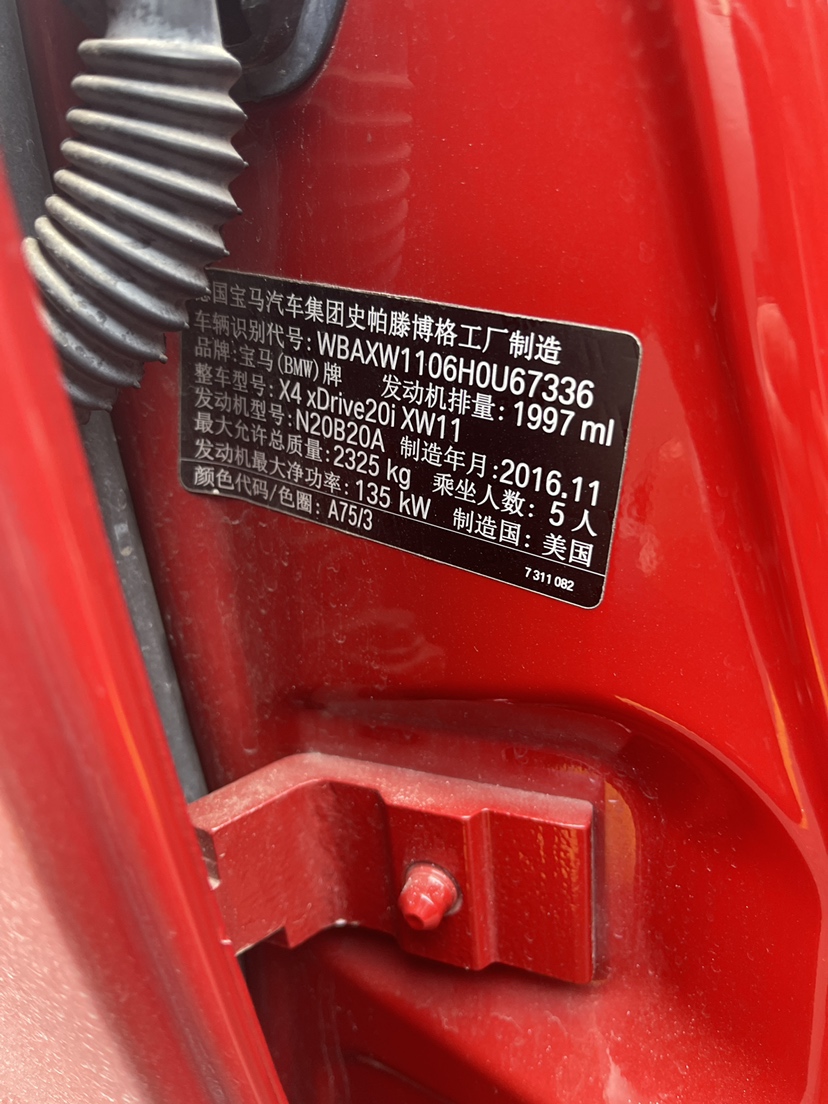 德国宝马汽车集团史帕滕博格工厂制造
车辆识别代号: WBAXW1106H0U67336
品牌: 宝马(BMW)牌 发动机排量: 1997 ml
整车型号: X4 xDrive20i XW11
发动机型号: N20B20A 制造年月: 2016.11
最大允许总质量: 2325 kg 乘坐人数: 5 人
发动机最大净功率: 135 kW 制造国: 美国
颜色代码/色圈: A75/3
7 311 082